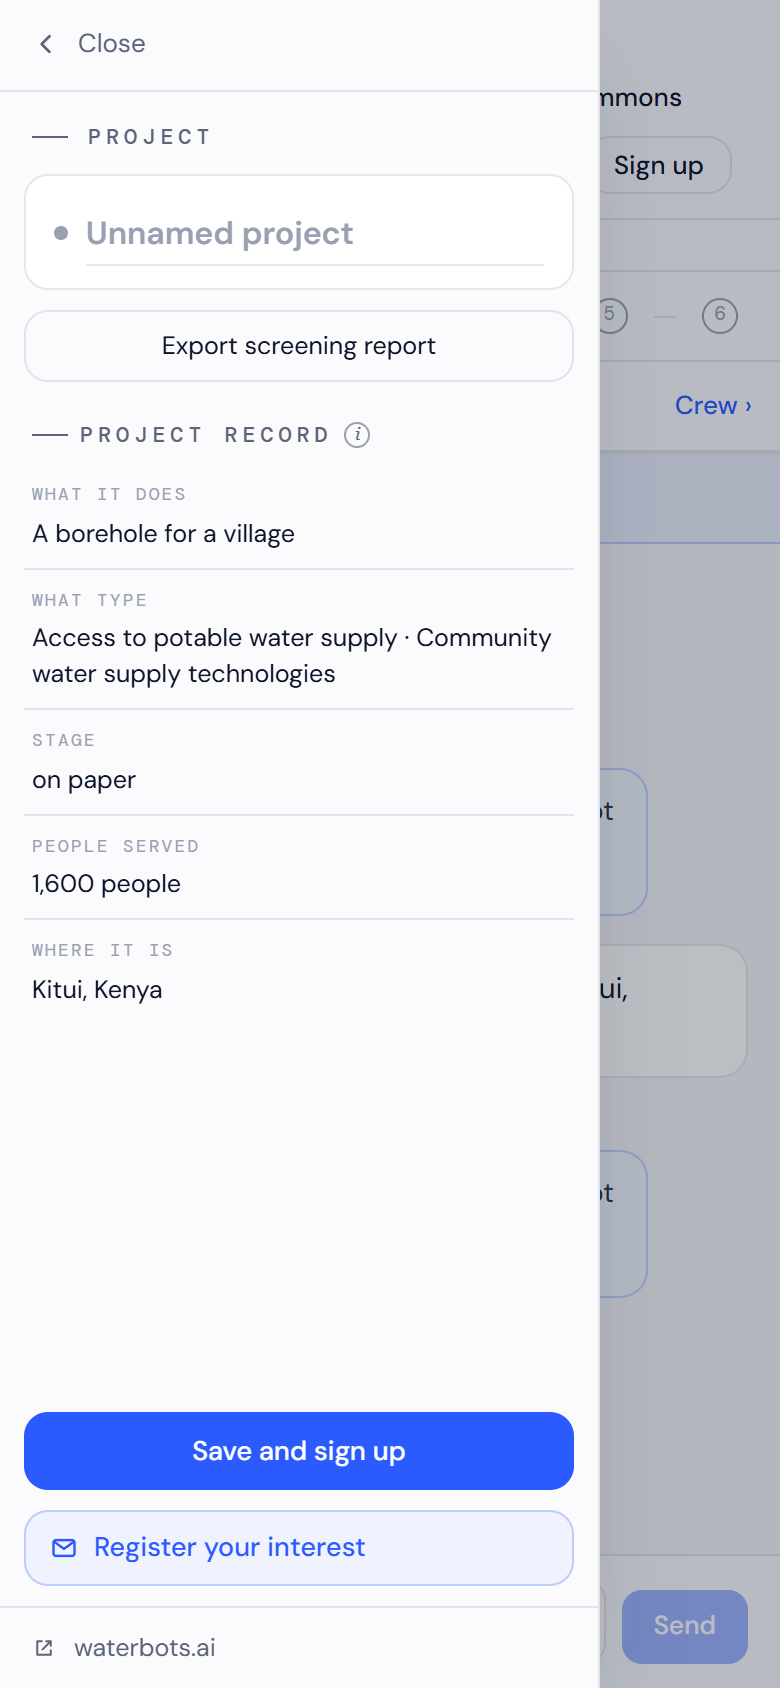 Close
PROJECT
Unnamed project
Export screening report
PROJECT RECORD i
WHAT IT DOES
A borehole for a village
WHAT TYPE
Access to potable water supply · Community
water supply technologies
STAGE
on paper
PEOPLE SERVED
1,600 people
WHERE IT IS
Kitui, Kenya
Save and sign up
Register your interest
waterbots.ai
Sign up
5 — 6
Crew ›
Send